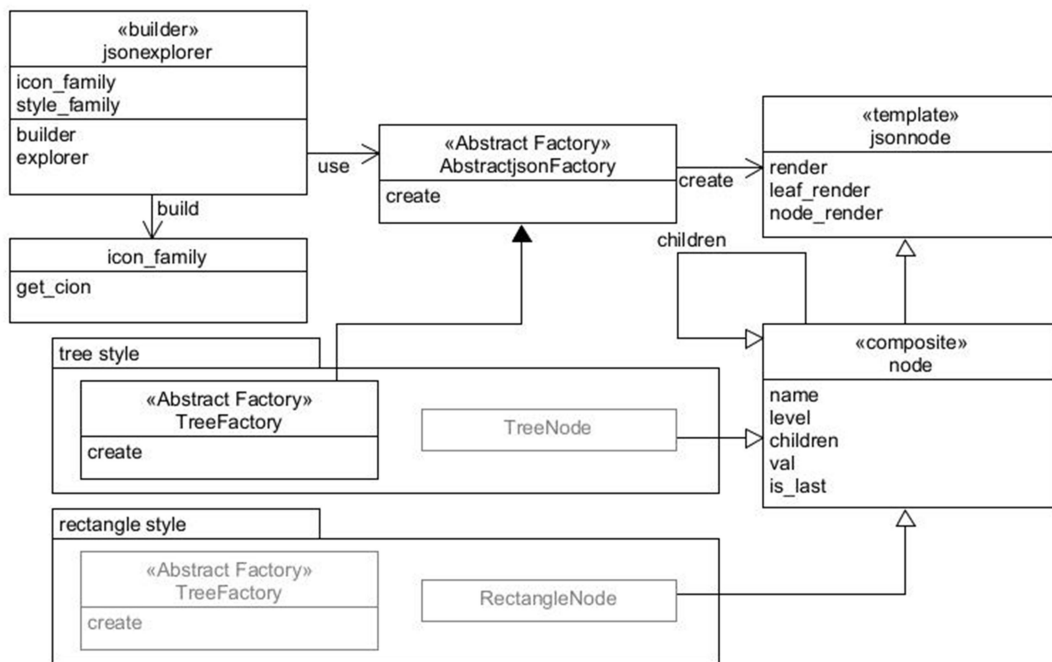 «builder»
jsonexplorer
icon_family
style_family
builder
explorer
use
build
icon_family
get_cion
«Abstract Factory»
AbstractjsonFactory
create
create
«template»
jsonnode
render
leaf_render
node_render
children
«composite»
node
name
level
children
val
is_last
tree style
«Abstract Factory»
TreeFactory
create
TreeNode
rectangle style
«Abstract Factory»
TreeFactory
create
RectangleNode